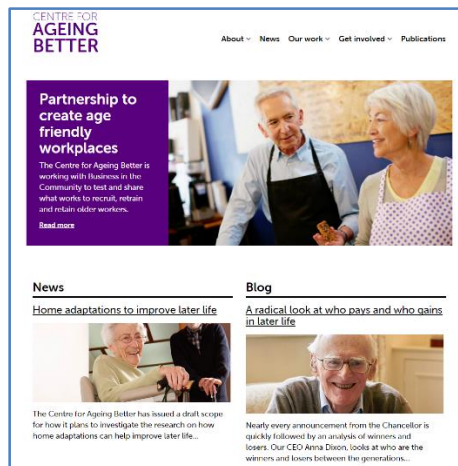 CENTRE FOR
AGEING
BETTER
About News Our work Get involved Publications
Partnership to
create age
friendly
workplaces
The Centre for Ageing Better is
working with Business in the
Community to test and share
what works to recruit, retrain
and retain older workers.
Read more
News
Home adaptations to improve later life
The Centre for Ageing Better has issued a draft scope
for how it plans to investigate the research on how
home adaptations can help improve later life...
Blog
A radical look at who pays and who gains
in later life
Nearly every announcement from the Chancellor is
quickly followed by an analysis of winners and
losers. Our CEO Anna Dixon, looks at who are the
winners and losers between the generations...